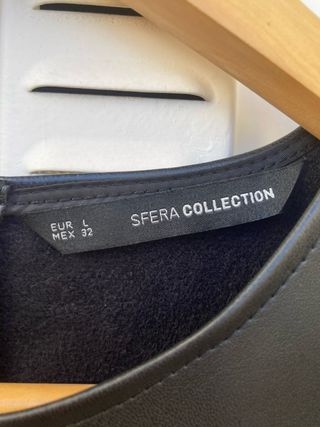 EUR L
MEX 32
SFERA COLLECTION